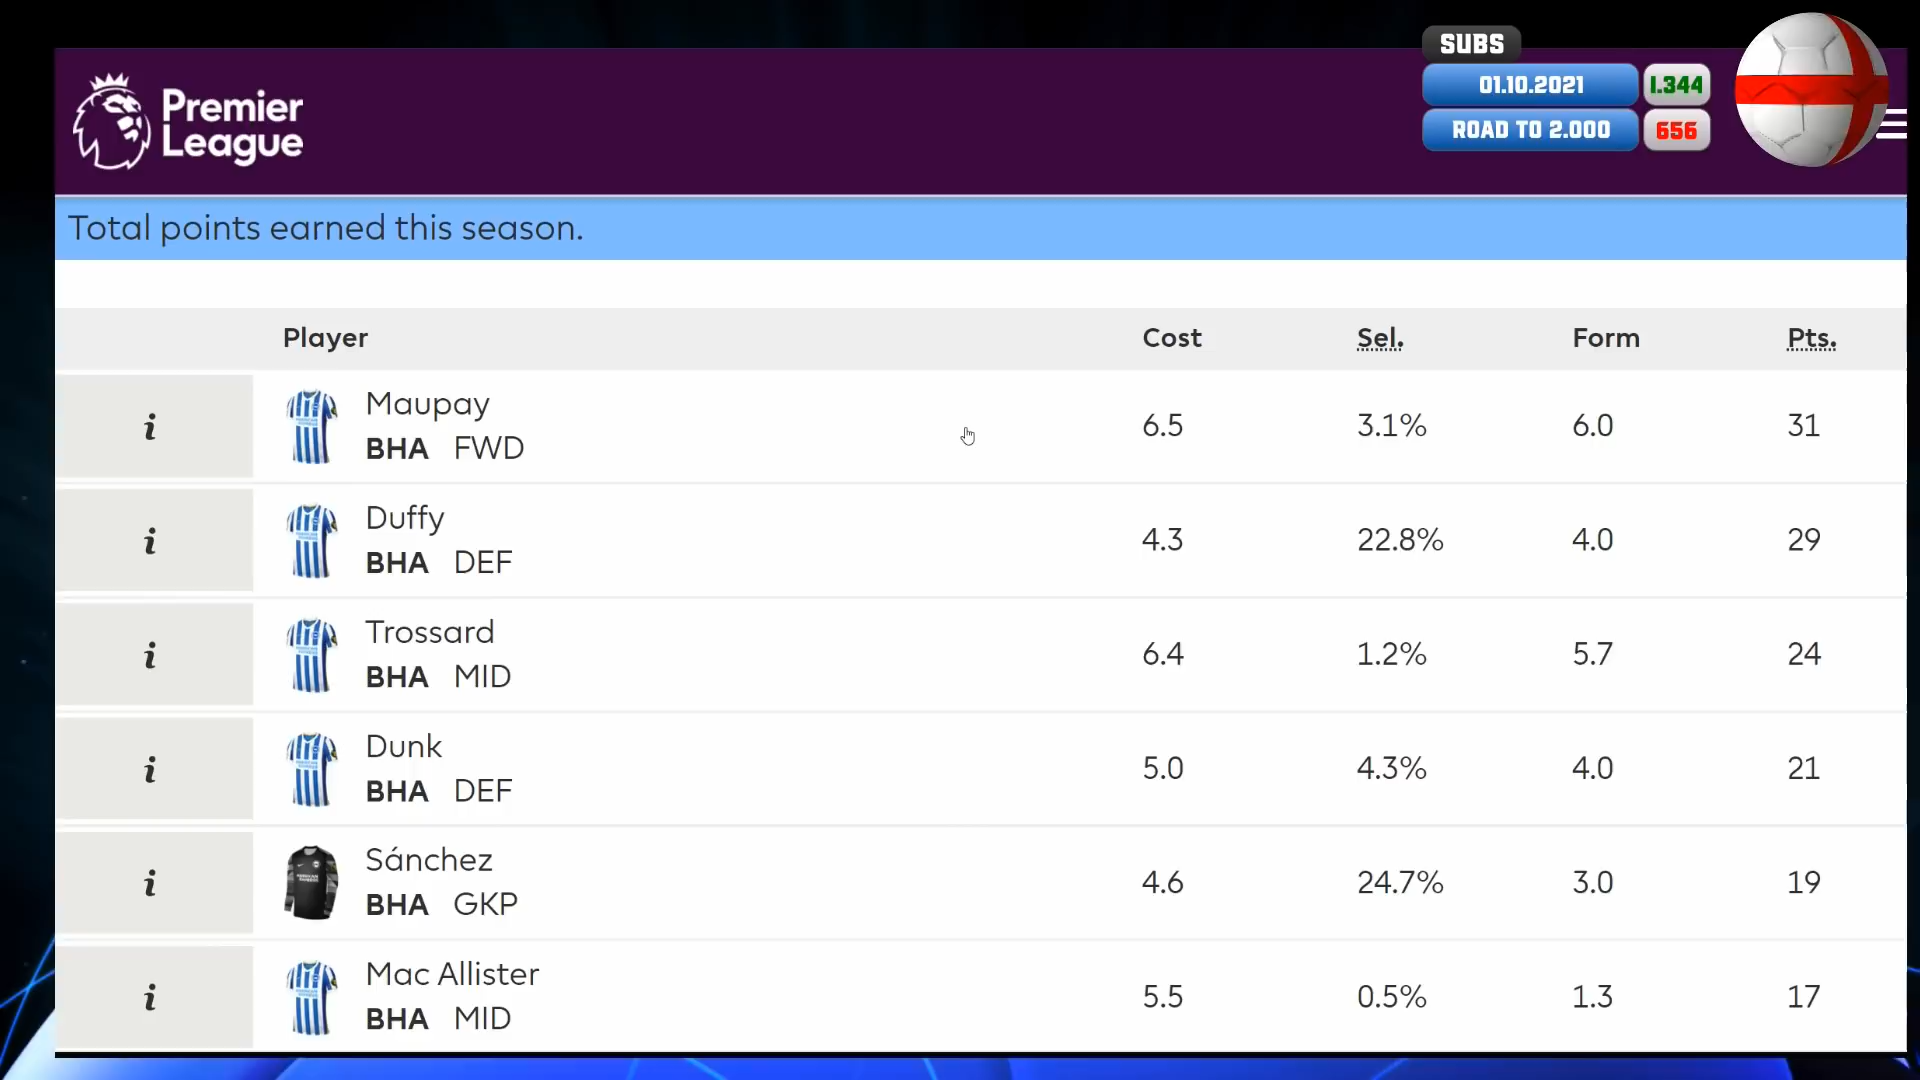 SUBS
01.10.2021 1.344
ROAD TO 2.000 656
Premier
League
Total points earned this season.
Player Cost Sel. Form Pts.
i Maupay 6.5 3.1% 6.0 31
BHA FWD
i Duffy 4.3 22.8% 4.0 29
BHA DEF
i Trossard 6.4 1.2% 5.7 24
BHA MID
i Dunk 5.0 4.3% 4.0 21
BHA DEF
i Sánchez 4.6 24.7% 3.0 19
BHA GKP
i Mac Allister 5.5 0.5% 1.3 17
BHA MID